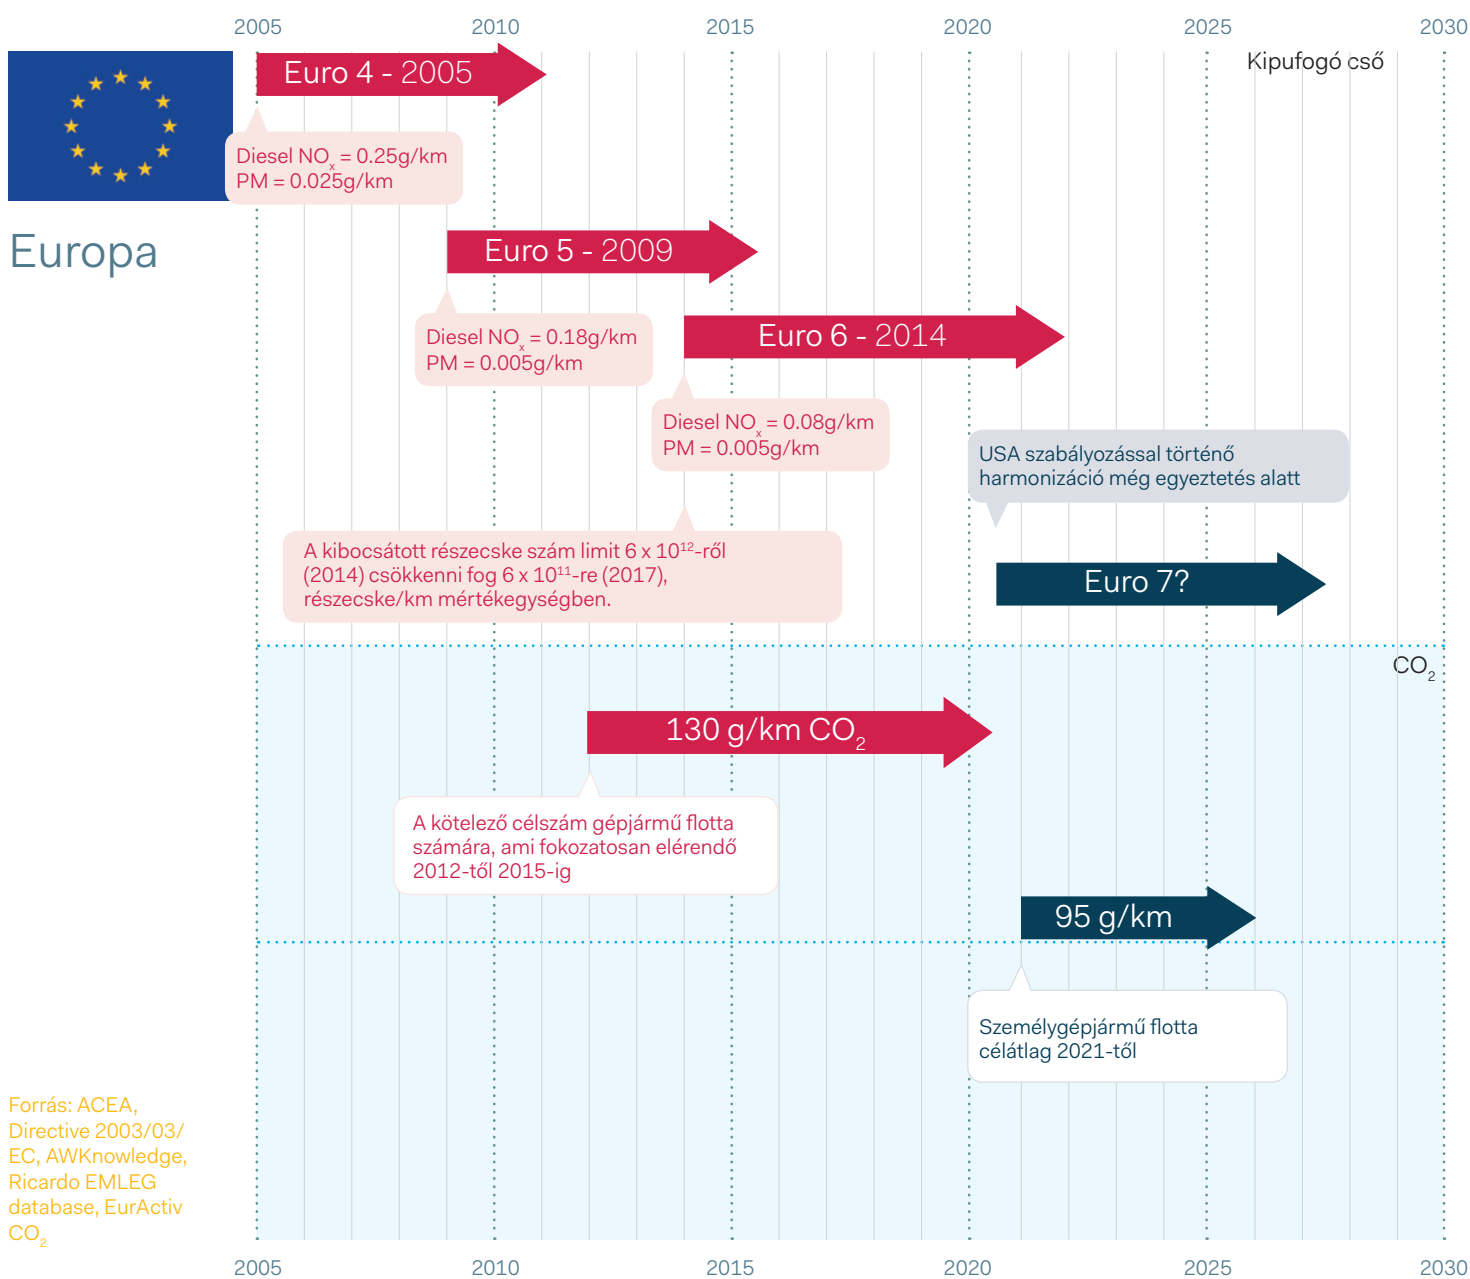 2005 2010 2015 2020 2025 2030
Kipufogó cső
Euro 4 - 2005
Diesel NOₓ = 0.25g/km
PM = 0.025g/km
Europa
Euro 5 - 2009
Diesel NOₓ = 0.18g/km
PM = 0.005g/km
Euro 6 - 2014
Diesel NOₓ = 0.08g/km
PM = 0.005g/km
USA szabályozással történő
harmonizáció még egyeztetés alatt
A kibocsátott részecske szám limit 6 x 10¹²-ről
(2014) csökkenni fog 6 x 10¹¹-re (2017),
részecske/km mértékegységben.
Euro 7?
CO₂
130 g/km CO₂
A kötelező célszám gépjármű flotta
számára, ami fokozatosan elérendő
2012-től 2015-ig
95 g/km
Személygépjármű flotta
célátlag 2021-től
Forrás: ACEA,
Directive 2003/03/
EC, AWKnowledge,
Ricardo EMLEG
database, EurActiv
CO₂
2005 2010 2015 2020 2025 2030